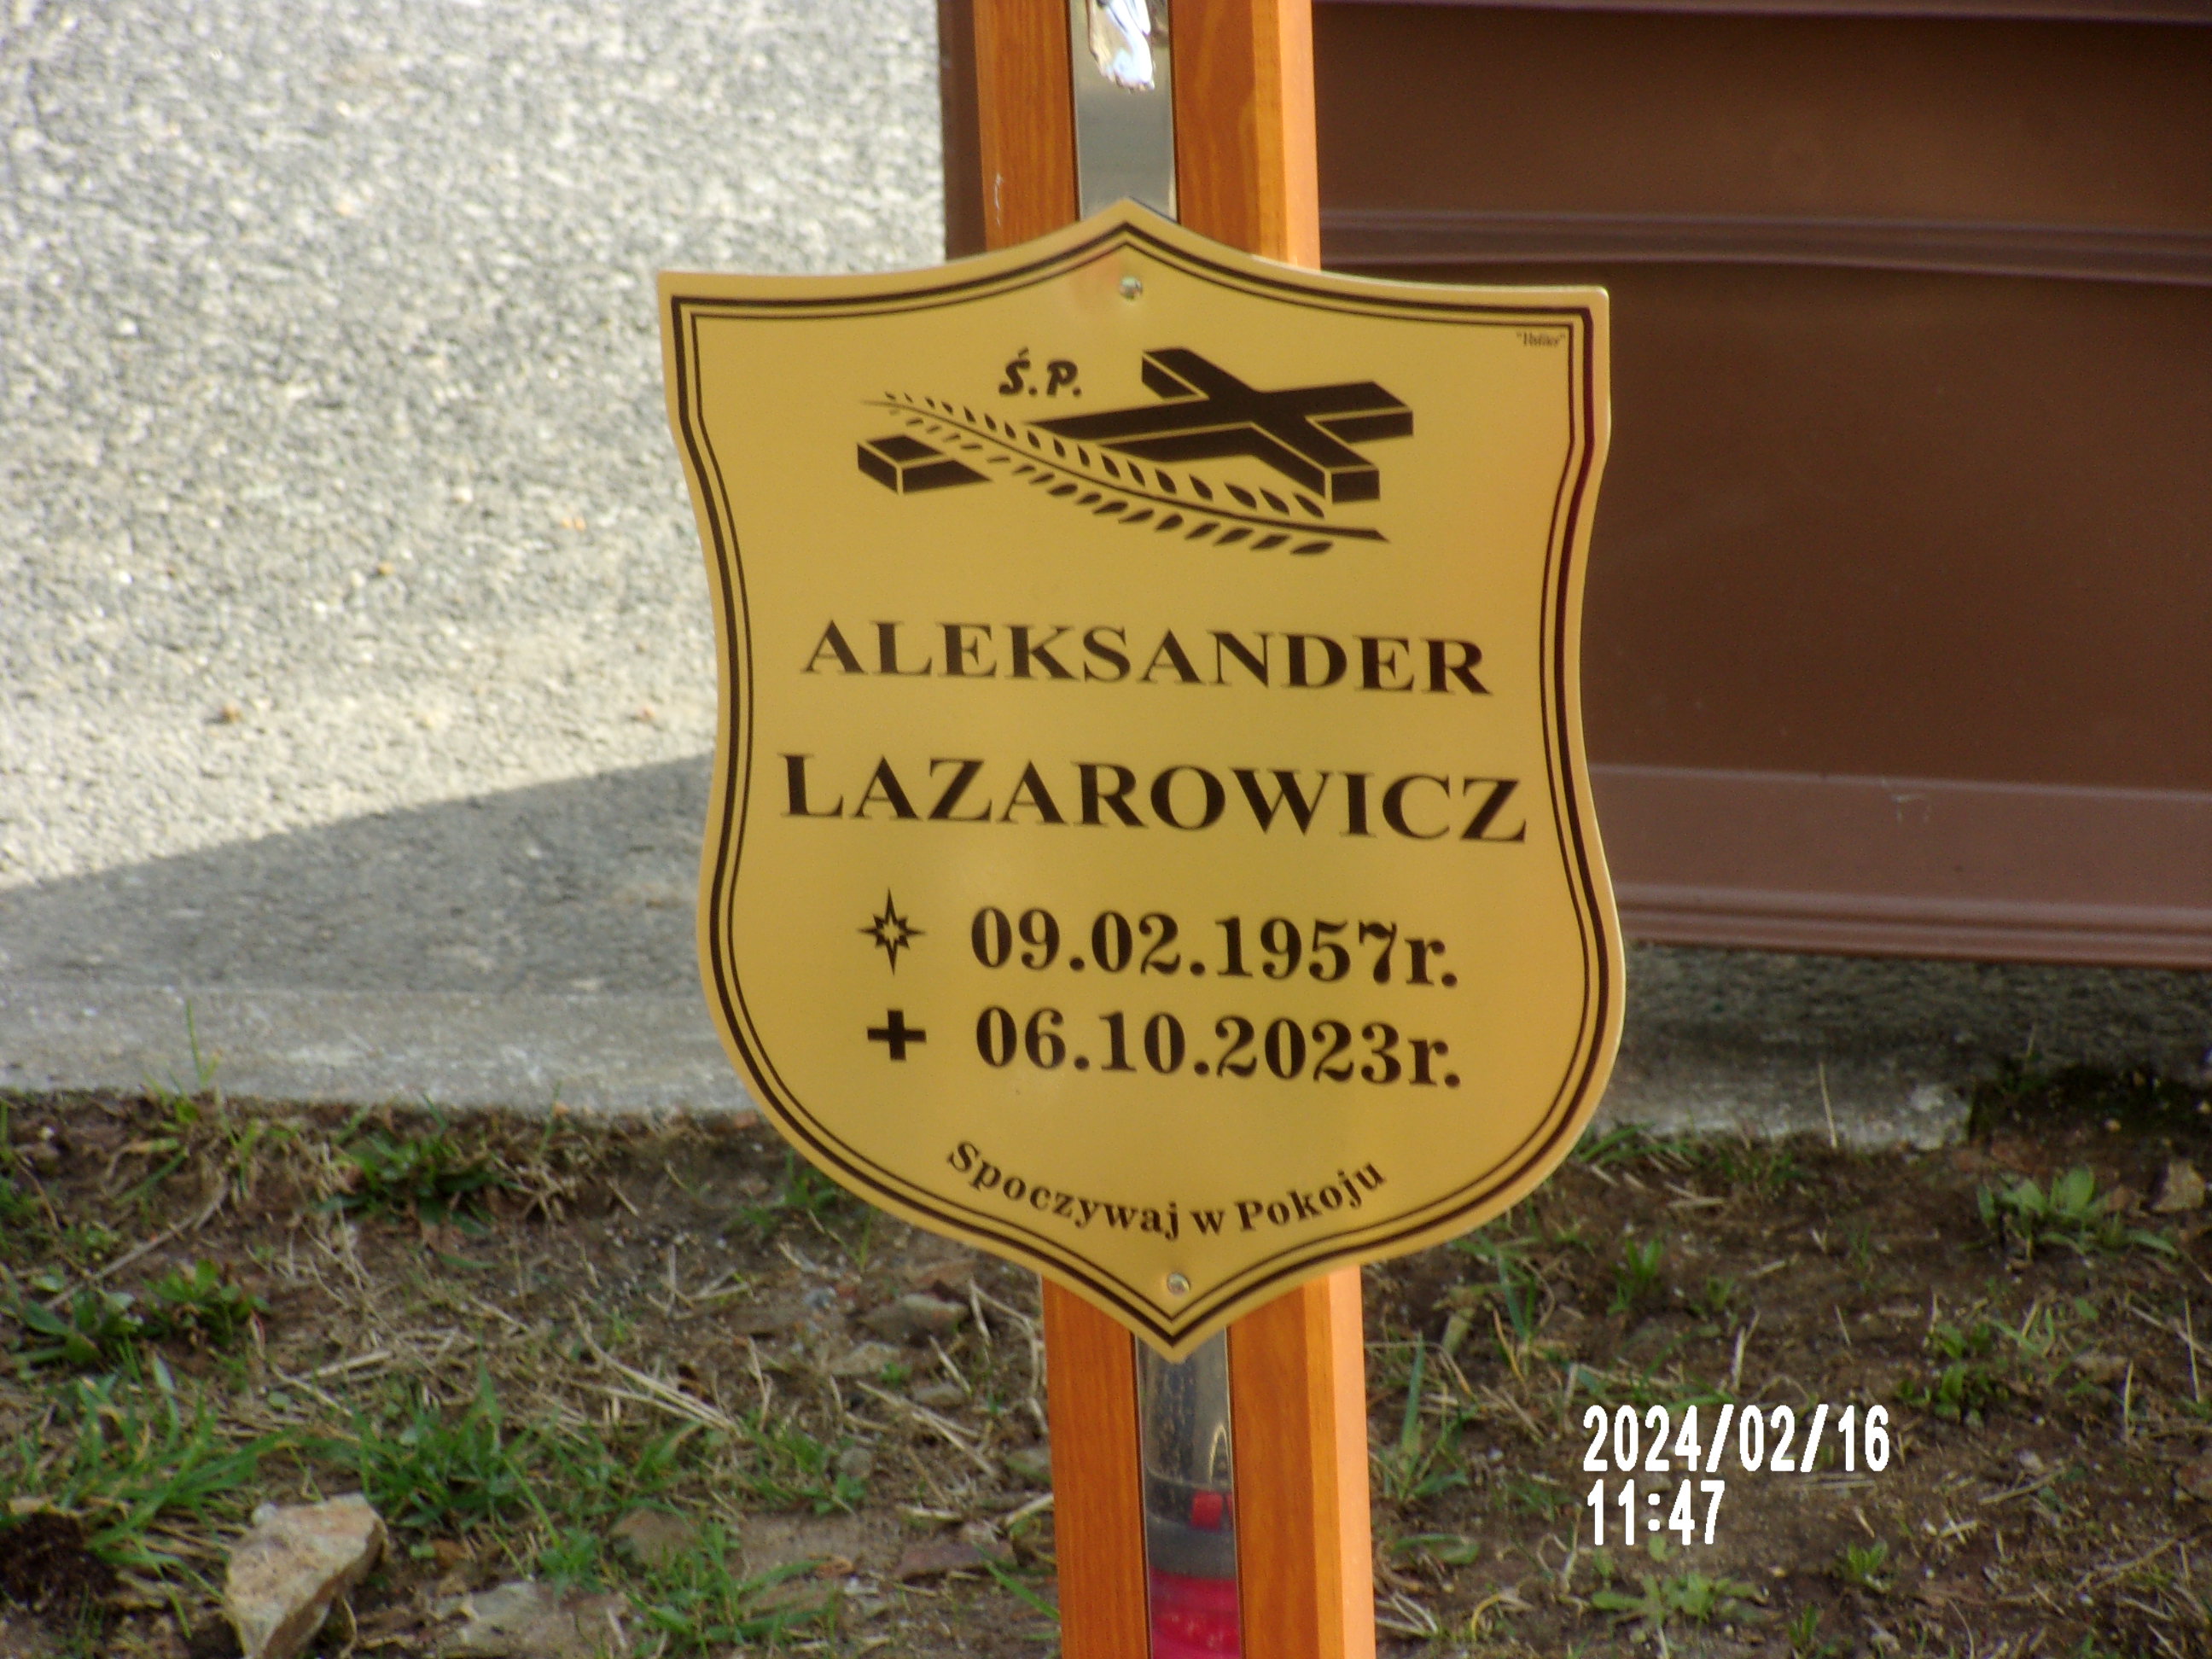 Ś.P.
ALEKSANDER
LAZAROWICZ
09.02.1957r.
06.10.2023r.
Spoczywaj w Pokoju
2024/02/16
11:47